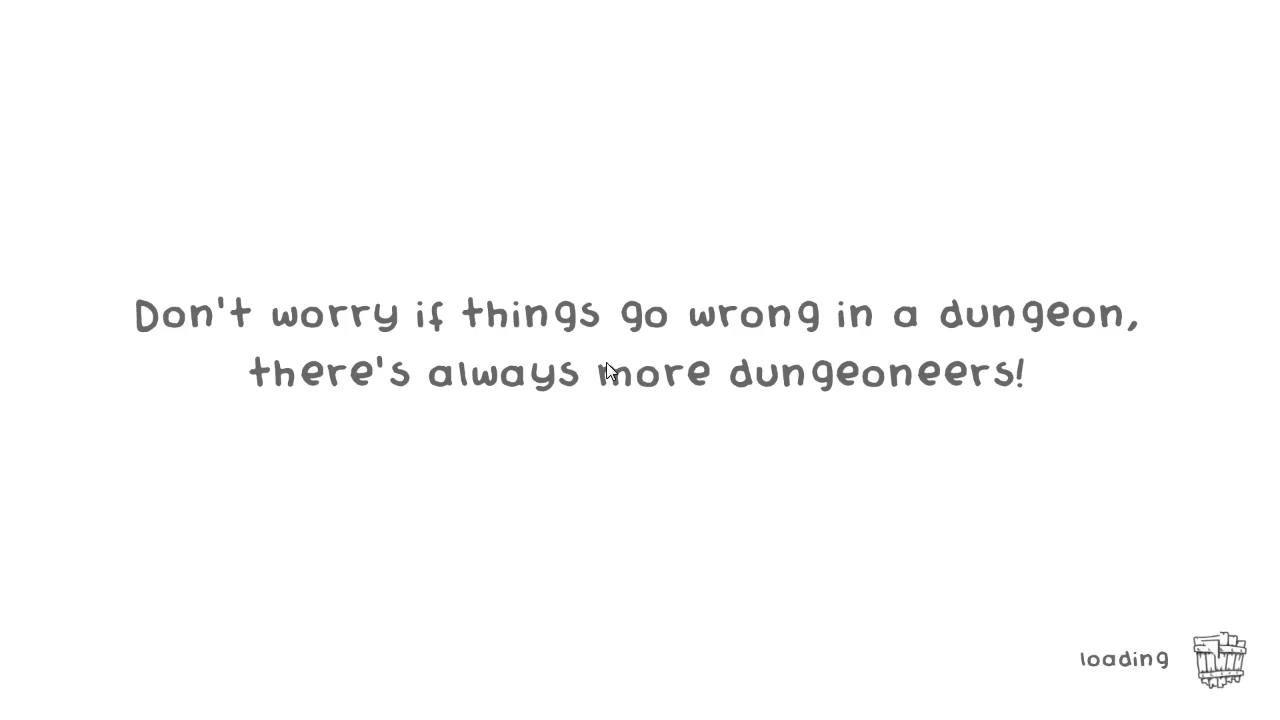 Don't worry if things go wrong in a dungeon,
there's always more dungeoneers!
loading